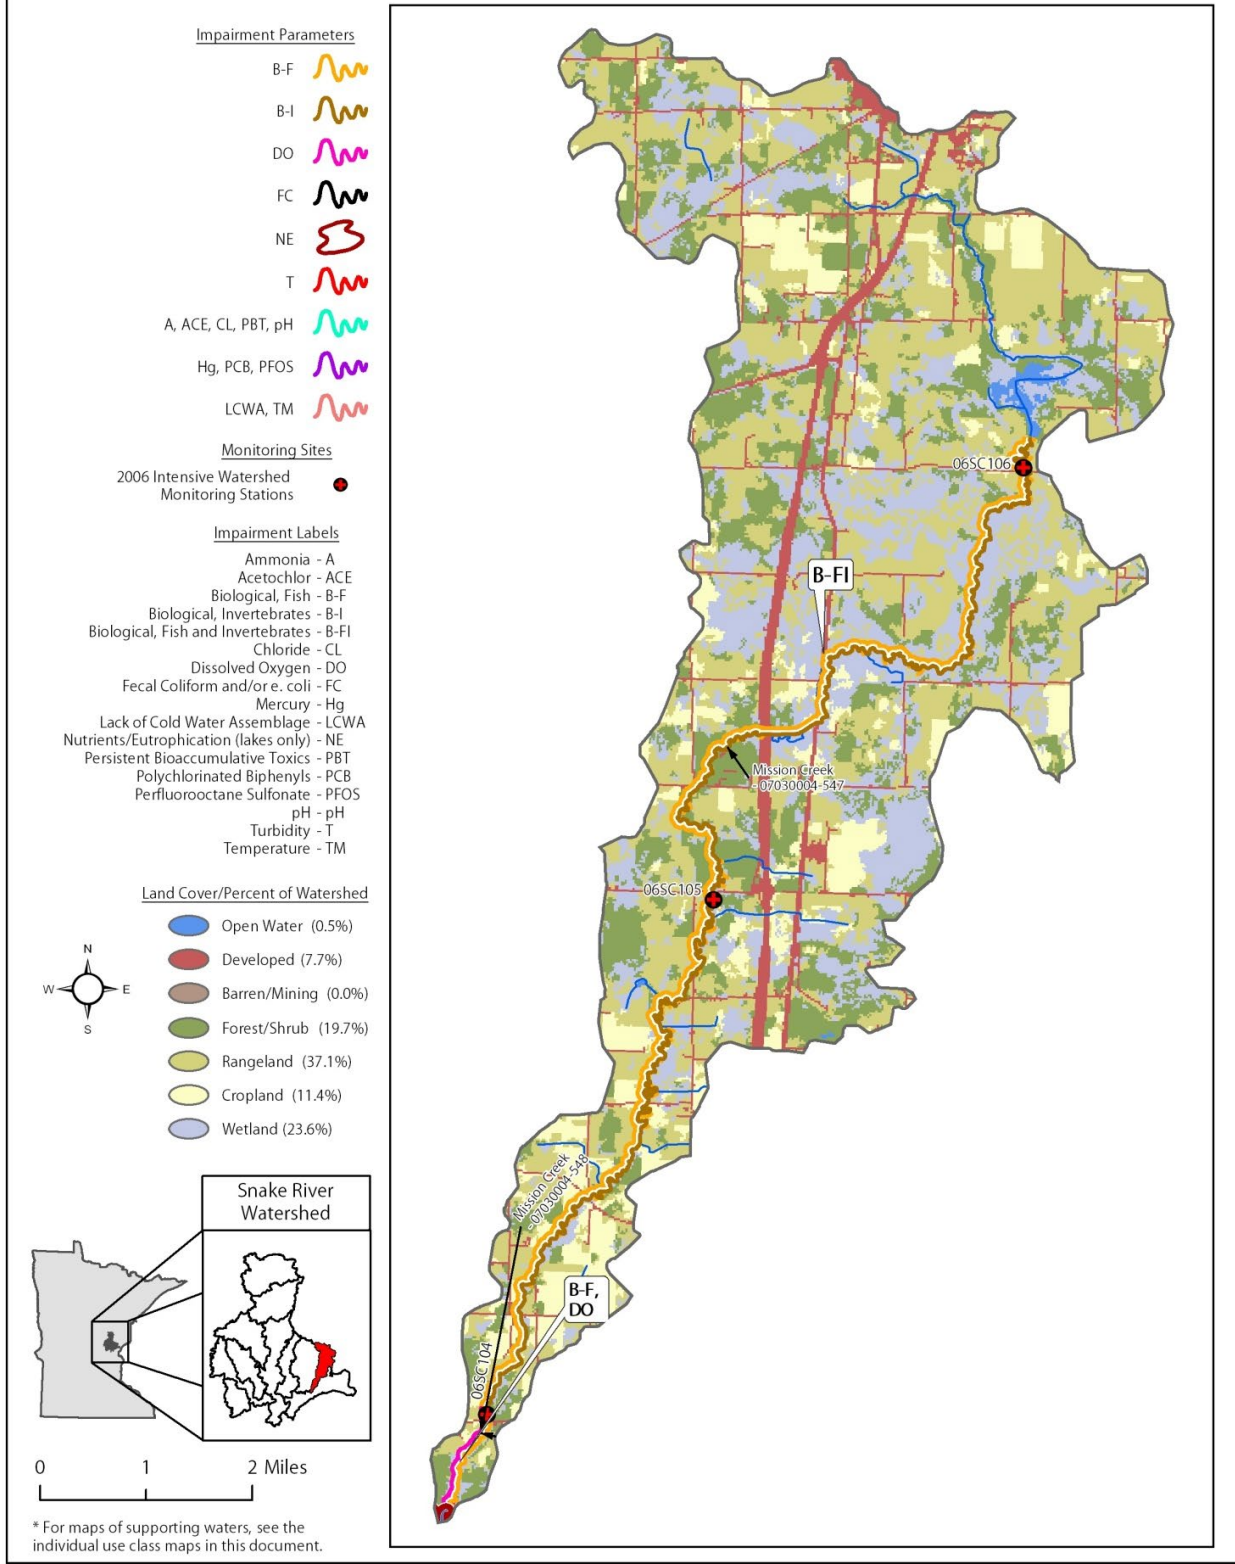 Impairment Parameters
B-F
B-I
DO
FC
NE
T
A, ACE, CL, PBT, pH
Hg, PCB, PFOS
LCWA, TM
Monitoring Sites
2006 Intensive Watershed
Monitoring Stations
Impairment Labels
Ammonia - A
Acetochlor - ACE
Biological, Fish - B-F
Biological, Invertebrates - B-I
Biological, Fish and Invertebrates - B-FI
Chloride - CL
Dissolved Oxygen - DO
Fecal Coliform and/or e. coli - FC
Mercury - Hg
Lack of Cold Water Assemblage - LCWA
Nutrients/Eutrophication (lakes only) - NE
Persistent Bioaccumulative Toxics - PBT
Polychlorinated Biphenyls - PCB
Perfluorooctane Sulfonate - PFOS
pH - pH
Turbidity - T
Temperature - TM
Land Cover/Percent of Watershed
Open Water (0.5%)
Developed (7.7%)
Barren/Mining (0.0%)
Forest/Shrub (19.7%)
Rangeland (37.1%)
Cropland (11.4%)
Wetland (23.6%)
N
W
E
S
Snake River
Watershed
0 1 2 Miles
* For maps of supporting waters, see the
individual use class maps in this document.
06SC106
B-FI
Mission Creek
- 07030004-547
06SC105
Mission Creek
- 07030004-548
B-F,
DO
06SC104